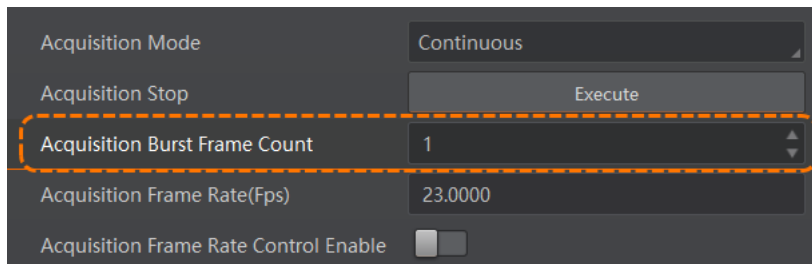 Acquisition Mode Continuous
Acquisition Stop Execute
Acquisition Burst Frame Count 1
Acquisition Frame Rate(Fps) 23.0000
Acquisition Frame Rate Control Enable